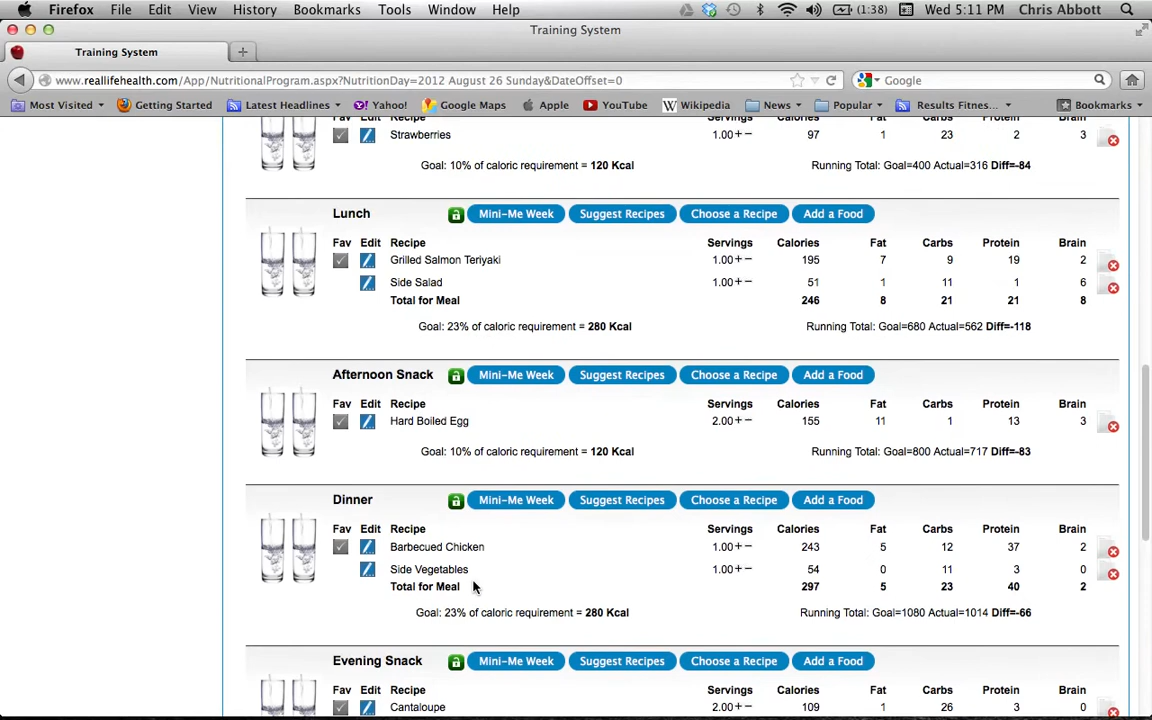 Firefox File Edit View History Bookmarks Tools Window Help (1:38) Wed 5:11 PM Chris Abbott
Training System
Training System
www.reallifehealth.com/App/NutritionalProgram.aspx?NutritionDay=2012 August 26 Sunday&DateOffset=0 Google
Most Visited Getting Started Latest Headlines Yahoo! Google Maps Apple YouTube Wikipedia News Popular Results Fitnes... Bookmarks
Fav Edit Recipe Servings Calories Fat Carbs Protein Brain
Strawberries 1.00+− 97 1 23 2 3
Goal: 10% of caloric requirement = 120 Kcal Running Total: Goal=400 Actual=316 Diff=-84
Lunch Mini-Me Week Suggest Recipes Choose a Recipe Add a Food
Fav Edit Recipe Servings Calories Fat Carbs Protein Brain
Grilled Salmon Teriyaki 1.00+− 195 7 9 19 2
Side Salad 1.00+− 51 1 11 1 6
Total for Meal 246 8 21 21 8
Goal: 23% of caloric requirement = 280 Kcal Running Total: Goal=680 Actual=562 Diff=-118
Afternoon Snack Mini-Me Week Suggest Recipes Choose a Recipe Add a Food
Fav Edit Recipe Servings Calories Fat Carbs Protein Brain
Hard Boiled Egg 2.00+− 155 11 1 13 3
Goal: 10% of caloric requirement = 120 Kcal Running Total: Goal=800 Actual=717 Diff=-83
Dinner Mini-Me Week Suggest Recipes Choose a Recipe Add a Food
Fav Edit Recipe Servings Calories Fat Carbs Protein Brain
Barbecued Chicken 1.00+− 243 5 12 37 2
Side Vegetables 1.00+− 54 0 11 3 0
Total for Meal 297 5 23 40 2
Goal: 23% of caloric requirement = 280 Kcal Running Total: Goal=1080 Actual=1014 Diff=-66
Evening Snack Mini-Me Week Suggest Recipes Choose a Recipe Add a Food
Fav Edit Recipe Servings Calories Fat Carbs Protein Brain
Cantaloupe 2.00+− 109 1 26 3 0